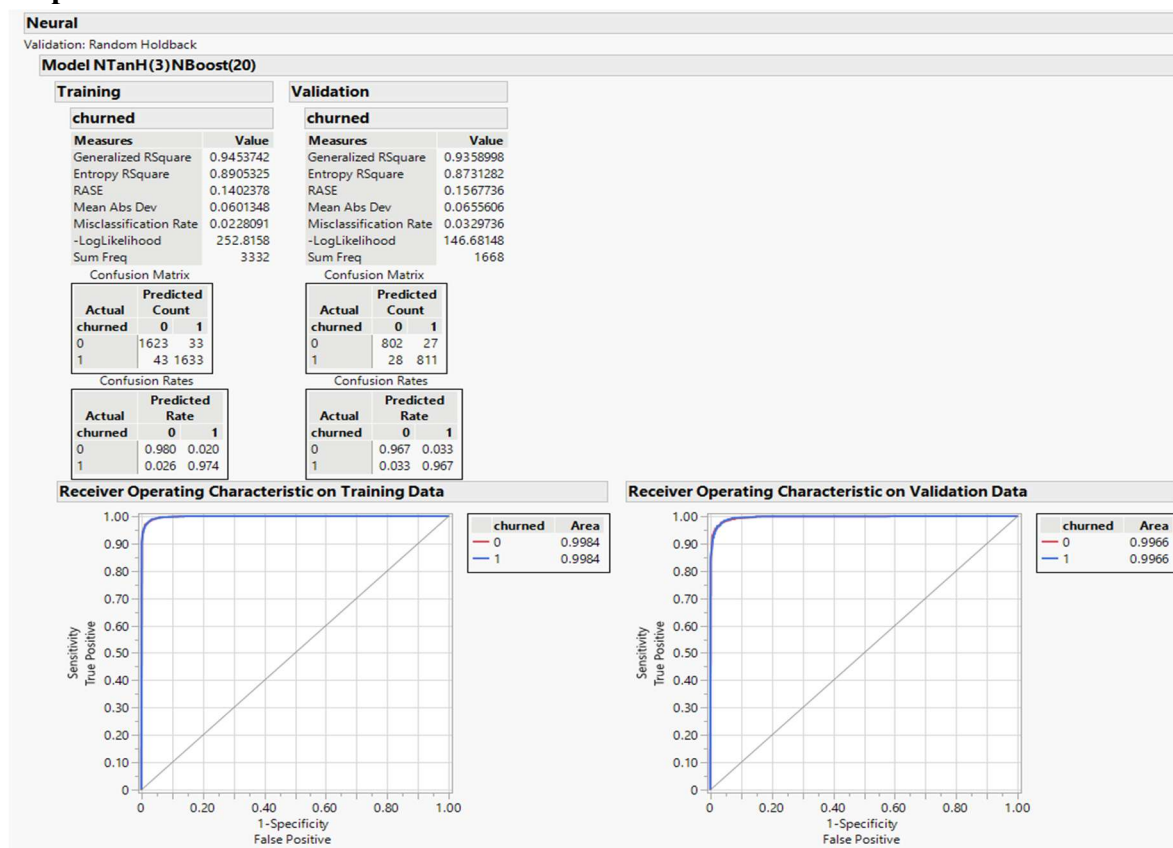 Neural
Validation: Random Holdback
Model NTanH(3)NBoost(20)
Training
churned
Measures Value
Generalized RSquare 0.9453742
Entropy RSquare 0.8905325
RASE 0.1402378
Mean Abs Dev 0.0601348
Misclassification Rate 0.0228091
-LogLikelihood 252.8158
Sum Freq 3332
Confusion Matrix
Predicted
Actual Count
churned 0 1
0 1623 33
1 43 1633
Confusion Rates
Predicted
Actual Rate
churned 0 1
0 0.980 0.020
1 0.026 0.974
Validation
churned
Measures Value
Generalized RSquare 0.9358998
Entropy RSquare 0.8731282
RASE 0.1567736
Mean Abs Dev 0.0655606
Misclassification Rate 0.0329736
-LogLikelihood 146.68148
Sum Freq 1668
Confusion Matrix
Predicted
Actual Count
churned 0 1
0 802 27
1 28 811
Confusion Rates
Predicted
Actual Rate
churned 0 1
0 0.967 0.033
1 0.033 0.967
Receiver Operating Characteristic on Training Data
1.00
0.90
0.80
0.70
0.60
0.50
0.40
0.30
0.20
0.10
0
Sensitivity
True Positive
0 0.20 0.40 0.60 0.80 1.00
1-Specificity
False Positive
churned Area
0 0.9984
1 0.9984
Receiver Operating Characteristic on Validation Data
1.00
0.90
0.80
0.70
0.60
0.50
0.40
0.30
0.20
0.10
0
Sensitivity
True Positive
0 0.20 0.40 0.60 0.80 1.00
1-Specificity
False Positive
churned Area
0 0.9966
1 0.9966